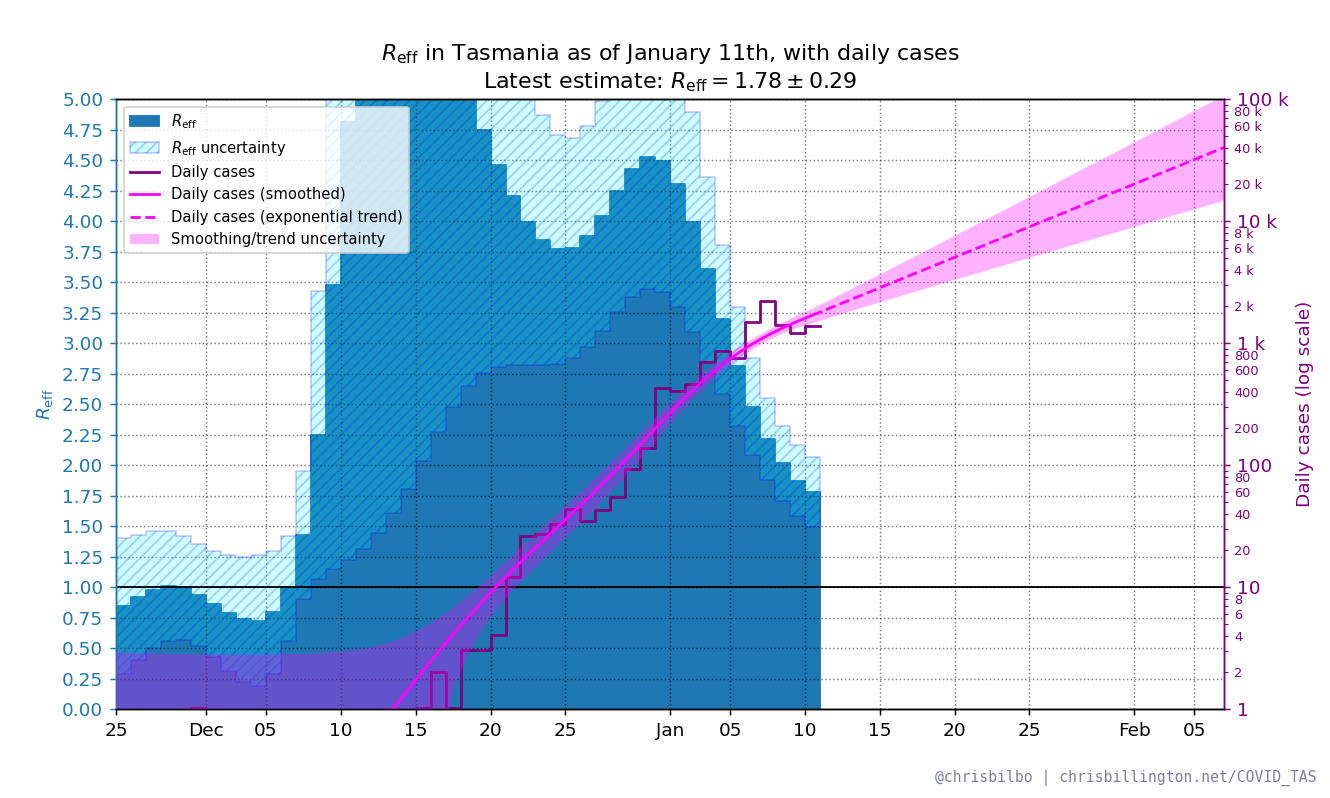 Reff in Tasmania as of January 11th, with daily cases
Latest estimate: Reff = 1.78 ± 0.29
Reff
Reff uncertainty
Daily cases
Daily cases (smoothed)
Daily cases (exponential trend)
Smoothing/trend uncertainty
Reff
5.00
4.75
4.50
4.25
4.00
3.75
3.50
3.25
3.00
2.75
2.50
2.25
2.00
1.75
1.50
1.25
1.00
0.75
0.50
0.25
0.00
25 Dec 05 10 15 20 25 Jan 05 10 15 20 25 Feb 05
100 k
80 k
60 k
40 k
20 k
10 k
8 k
6 k
4 k
2 k
1 k
800
600
400
200
100
80
60
40
20
10
8
6
4
2
1
Daily cases (log scale)
@chrisbilbo | chrisbillington.net/COVID_TAS